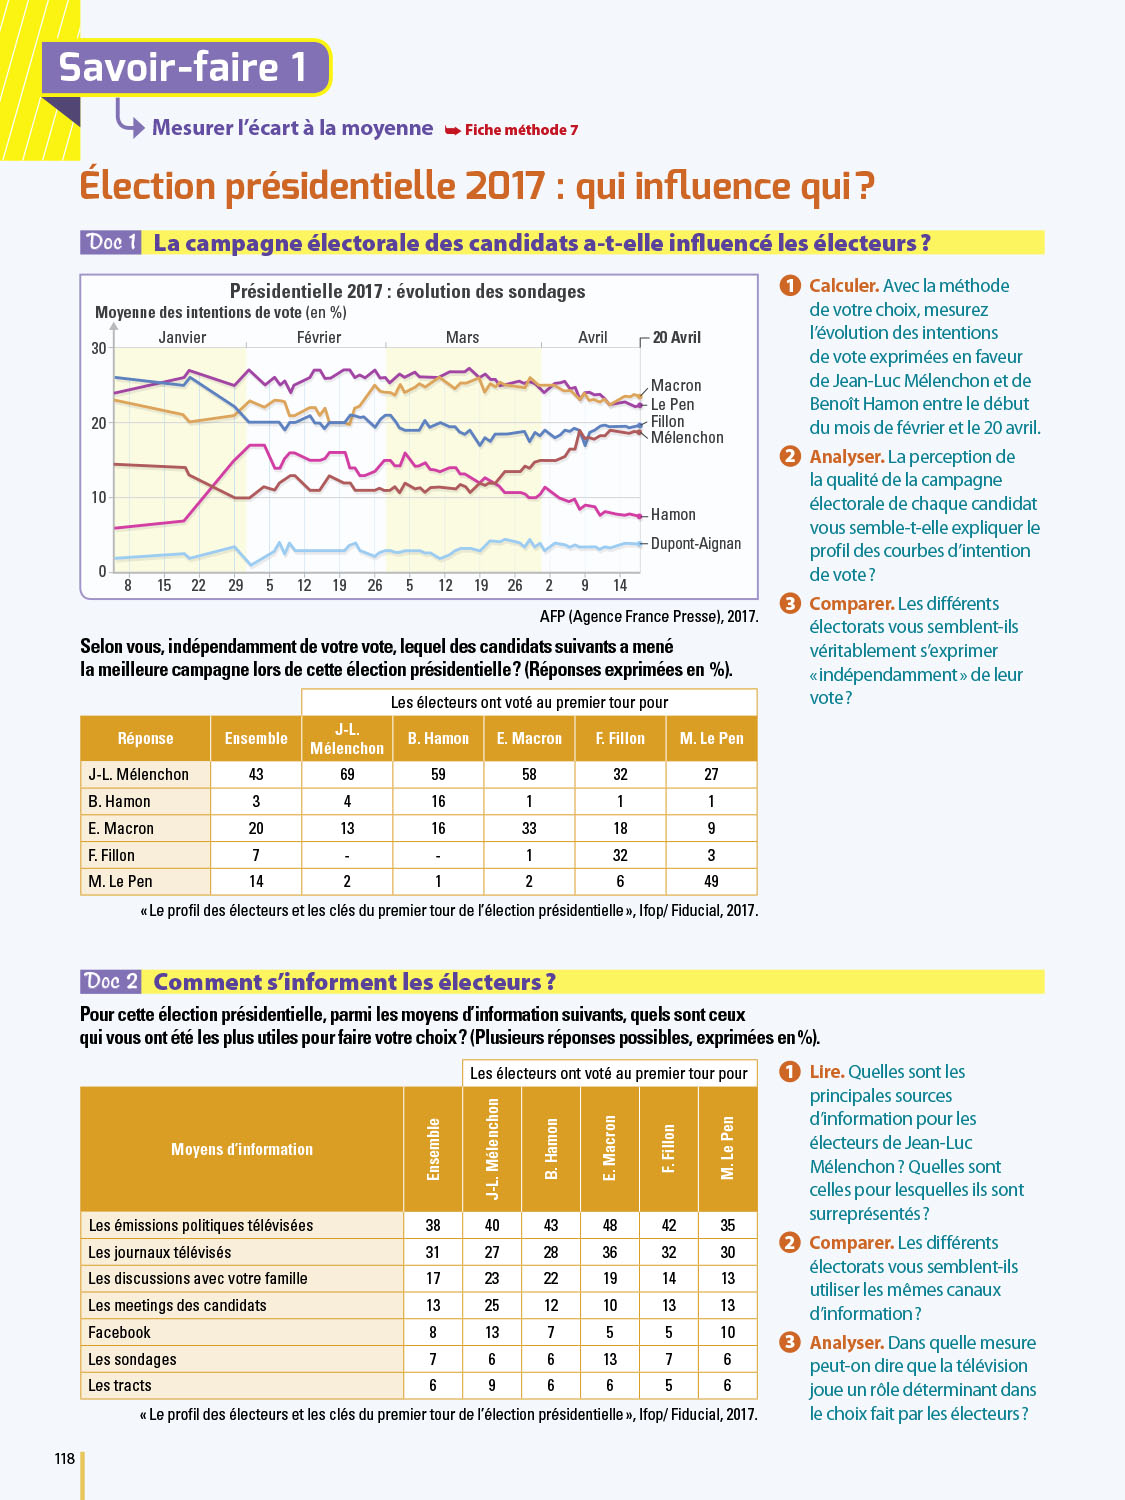 Savoir-faire 1
Mesurer l'écart à la moyenne ➥ Fiche méthode 7
Élection présidentielle 2017 : qui influence qui ?
Doc 1 La campagne électorale des candidats a-t-elle influencé les électeurs ?
Présidentielle 2017 : évolution des sondages
Moyenne des intentions de vote (en %)
Janvier Février Mars Avril 20 Avril
30
20
10
0
Macron
Le Pen
Fillon
Mélenchon
Hamon
Dupont-Aignan
8 15 22 29 5 12 19 26 5 12 19 26 2 9 14
AFP (Agence France Presse), 2017.
Selon vous, indépendamment de votre vote, lequel des candidats suivants a mené
la meilleure campagne lors de cette élection présidentielle ? (Réponses exprimées en %).
Les électeurs ont voté au premier tour pour
Réponse Ensemble J-L. Mélenchon B. Hamon E. Macron F. Fillon M. Le Pen
J-L. Mélenchon 43 69 59 58 32 27
B. Hamon 3 4 16 1 1 1
E. Macron 20 13 16 33 18 9
F. Fillon 7 - - 1 32 3
M. Le Pen 14 2 1 2 6 49
« Le profil des électeurs et les clés du premier tour de l'élection présidentielle », Ifop/ Fiducial, 2017.
1 Calculer. Avec la méthode
de votre choix, mesurez
l'évolution des intentions
de vote exprimées en faveur
de Jean-Luc Mélenchon et de
Benoît Hamon entre le début
du mois de février et le 20 avril.
2 Analyser. La perception de
la qualité de la campagne
électorale de chaque candidat
vous semble-t-elle expliquer le
profil des courbes d'intention
de vote ?
3 Comparer. Les différents
électorats vous semblent-ils
véritablement s'exprimer
« indépendamment » de leur
vote ?
Doc 2 Comment s'informent les électeurs ?
Pour cette élection présidentielle, parmi les moyens d'information suivants, quels sont ceux
qui vous ont été les plus utiles pour faire votre choix ? (Plusieurs réponses possibles, exprimées en %).
Les électeurs ont voté au premier tour pour
Moyens d'information Ensemble J-L. Mélenchon B. Hamon E. Macron F. Fillon M. Le Pen
Les émissions politiques télévisées 38 40 43 48 42 35
Les journaux télévisés 31 27 28 36 32 30
Les discussions avec votre famille 17 23 22 19 14 13
Les meetings des candidats 13 25 12 10 13 13
Facebook 8 13 7 5 5 10
Les sondages 7 6 6 13 7 6
Les tracts 6 9 6 6 5 6
« Le profil des électeurs et les clés du premier tour de l'élection présidentielle », Ifop/ Fiducial, 2017.
1 Lire. Quelles sont les
principales sources
d'information pour les
électeurs de Jean-Luc
Mélenchon ? Quelles sont
celles pour lesquelles ils sont
surreprésentés ?
2 Comparer. Les différents
électorats vous semblent-ils
utiliser les mêmes canaux
d'information ?
3 Analyser. Dans quelle mesure
peut-on dire que la télévision
joue un rôle déterminant dans
le choix fait par les électeurs ?
118